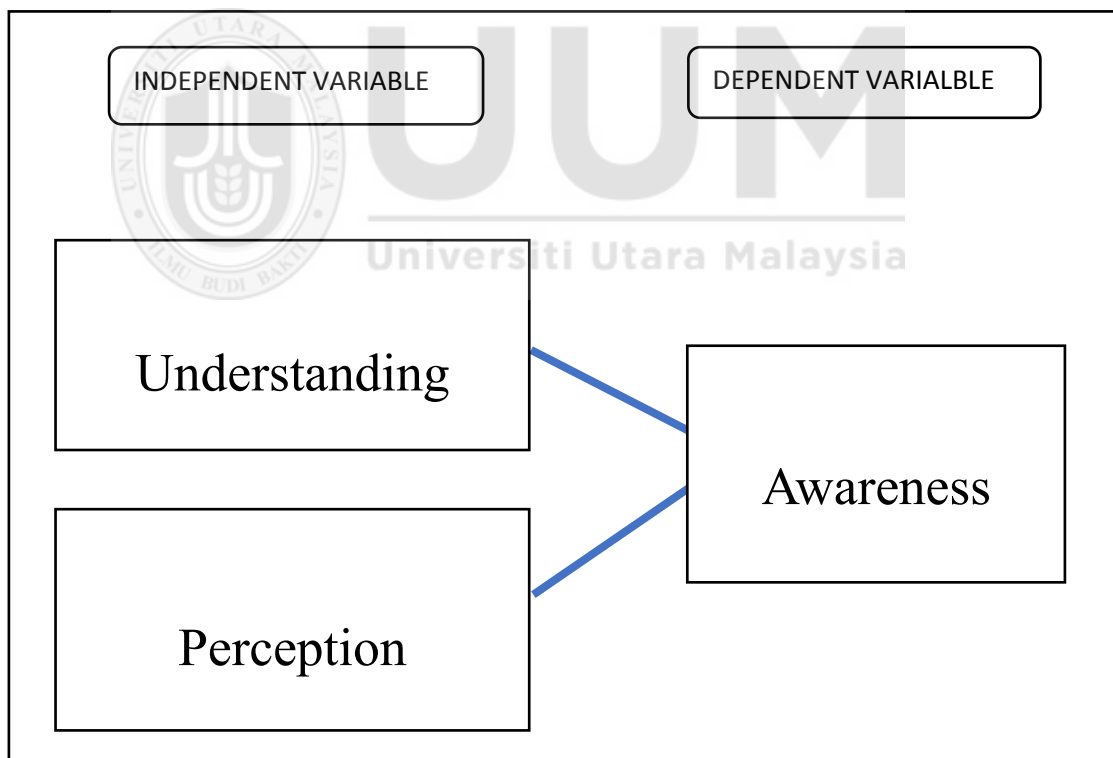 INDEPENDENT VARIABLE
DEPENDENT VARIALBLE
UNIVERSITI UTARA MALAYSIA
ILMU BUDI BAKTI
UUM
Universiti Utara Malaysia
Understanding
Awareness
Perception